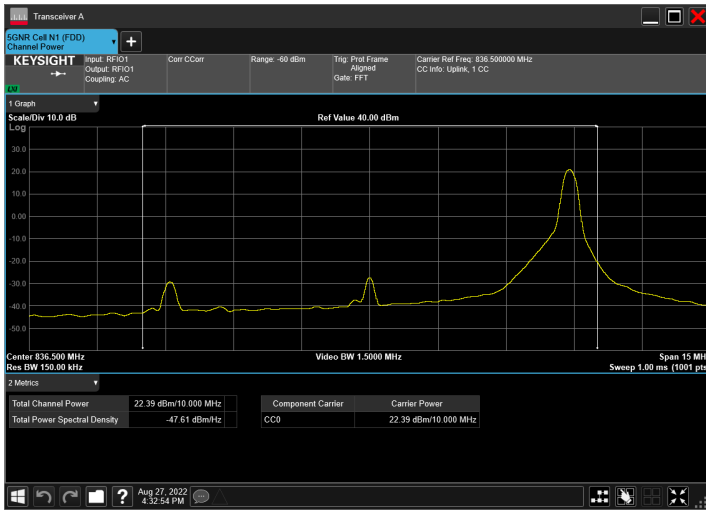 Transceiver A
5GNR Cell N1 (FDD)
Channel Power
KEYSIGHT
Input: RFIO1
Output: RFIO1
Coupling: AC
Corr CCorr
Range: -60 dBm
Trig: Prot Frame
Aligned
Gate: FFT
Carrier Ref Freq: 836.500000 MHz
CC Info: Uplink, 1 CC
LXI
1 Graph
Scale/Div 10.0 dB
Ref Value 40.00 dBm
Log
30.0
20.0
10.0
0.00
-10.0
-20.0
-30.0
-40.0
-50.0
Center 836.500 MHz
Video BW 1.5000 MHz
Span 15 MH
Res BW 150.00 kHz
Sweep 1.00 ms (1001 pts
2 Metrics
Total Channel Power 22.39 dBm/10.000 MHz
Total Power Spectral Density -47.61 dBm/Hz
Component Carrier Carrier Power
CC0 22.39 dBm/10.000 MHz
?
Aug 27, 2022
4:32:54 PM